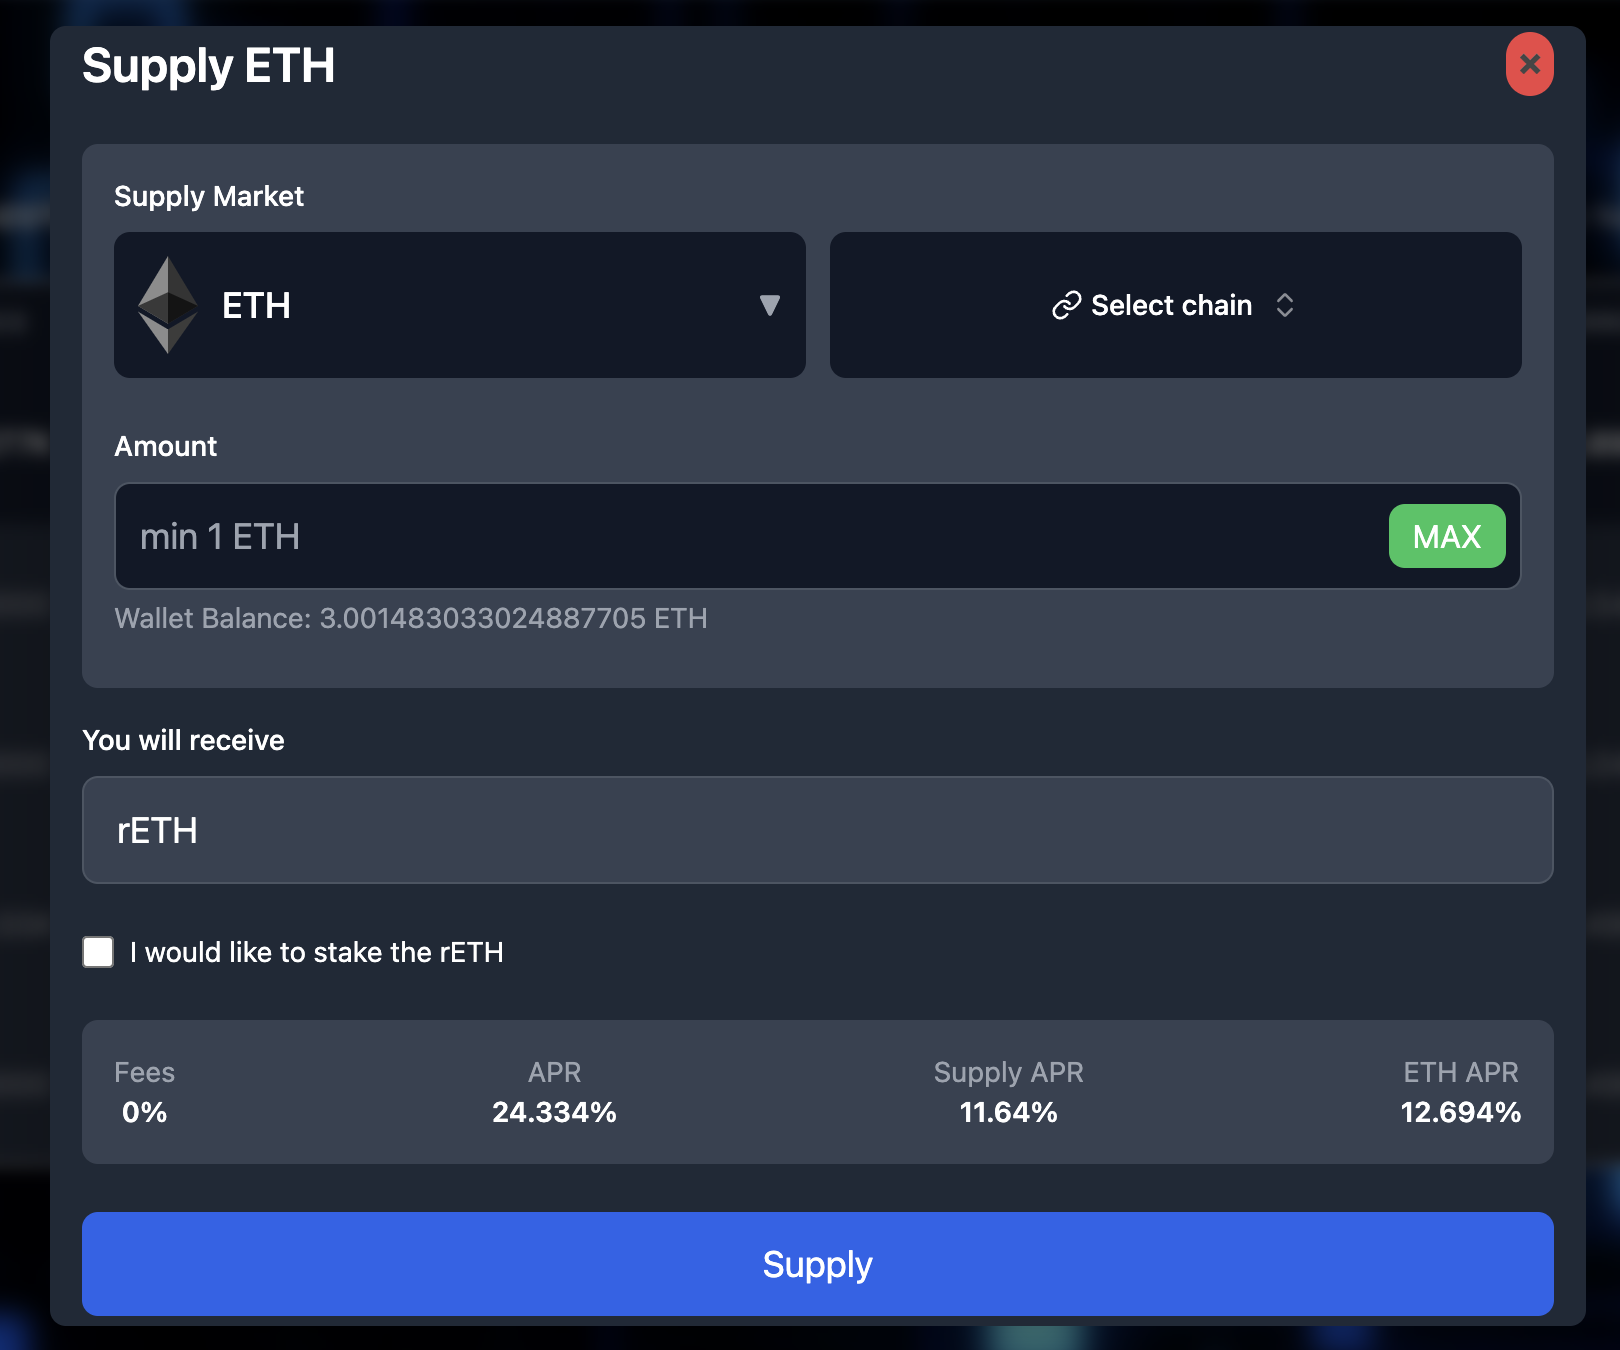 Supply ETH
Supply Market
ETH
Select chain
Amount
min 1 ETH
MAX
Wallet Balance: 3.001483033024887705 ETH
You will receive
rETH
I would like to stake the rETH
Fees APR Supply APR ETH APR
0% 24.334% 11.64% 12.694%
Supply